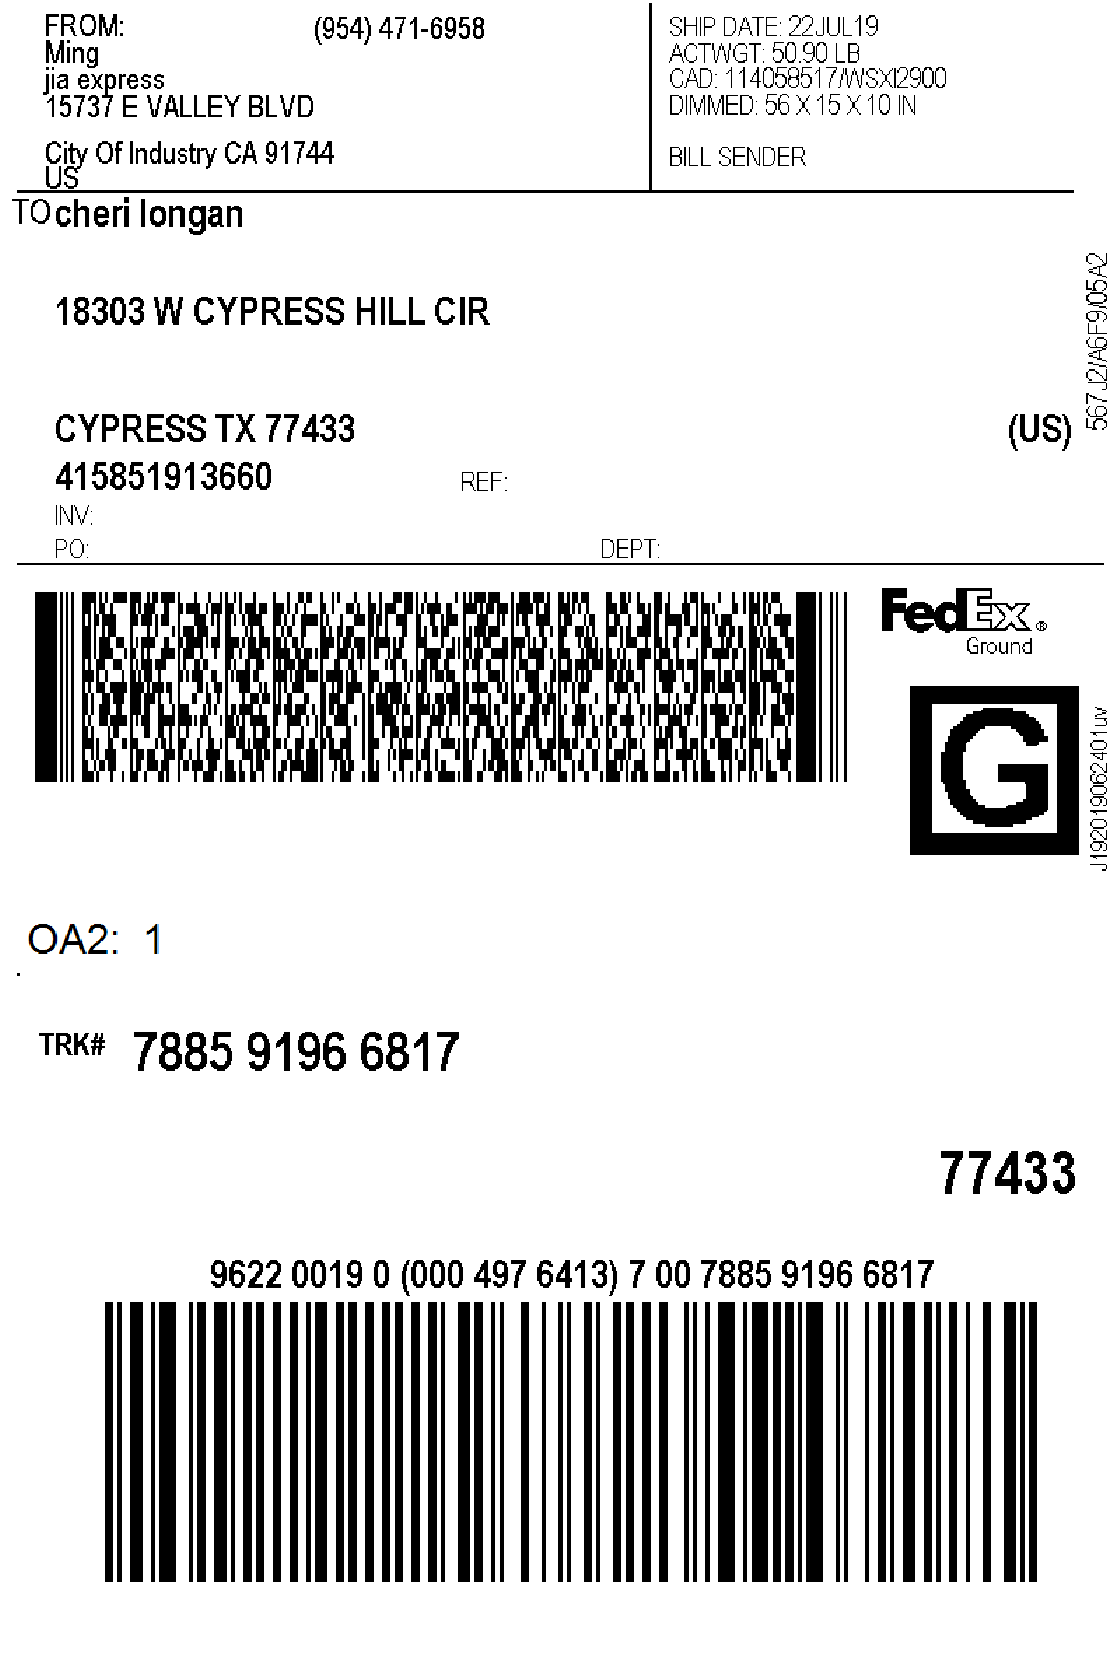 FROM: (954) 471-6958
Ming
jia express
15737 E VALLEY BLVD
City Of Industry CA 91744
US
SHIP DATE: 22JUL19
ACTWGT: 50.90 LB
CAD: 114058517/WSXI2900
DIMMED: 56 X 15 X 10 IN
BILL SENDER
TO cheri longan
18303 W CYPRESS HILL CIR
CYPRESS TX 77433 (US)
415851913660 REF:
INV:
PO: DEPT:
567J2/A6F9/05A2
FedEx®
Ground
G
J192019062401uv
OA2: 1
.
TRK# 7885 9196 6817
77433
9622 0019 0 (000 497 6413) 7 00 7885 9196 6817